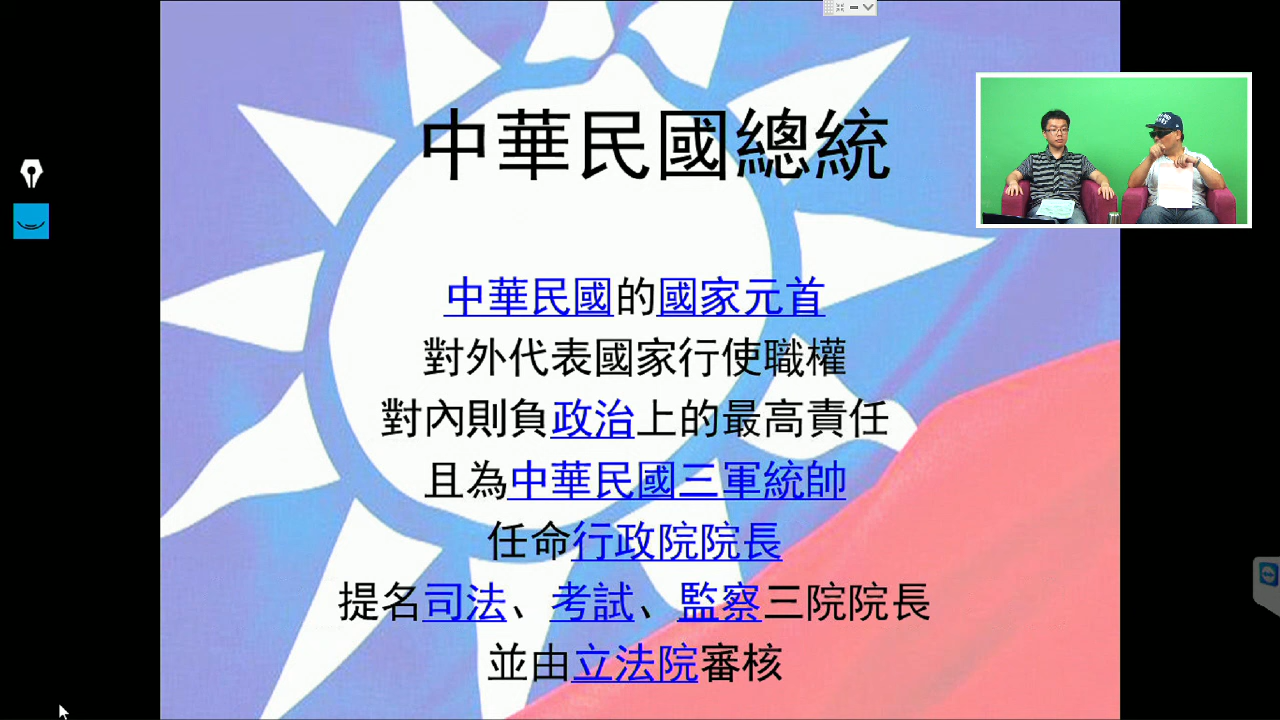 中華民國總統
中華民國的國家元首
對外代表國家行使職權
對內則負政治上的最高責任
且為中華民國三軍統帥
任命行政院院長
提名司法、考試、監察三院院長
並由立法院審核